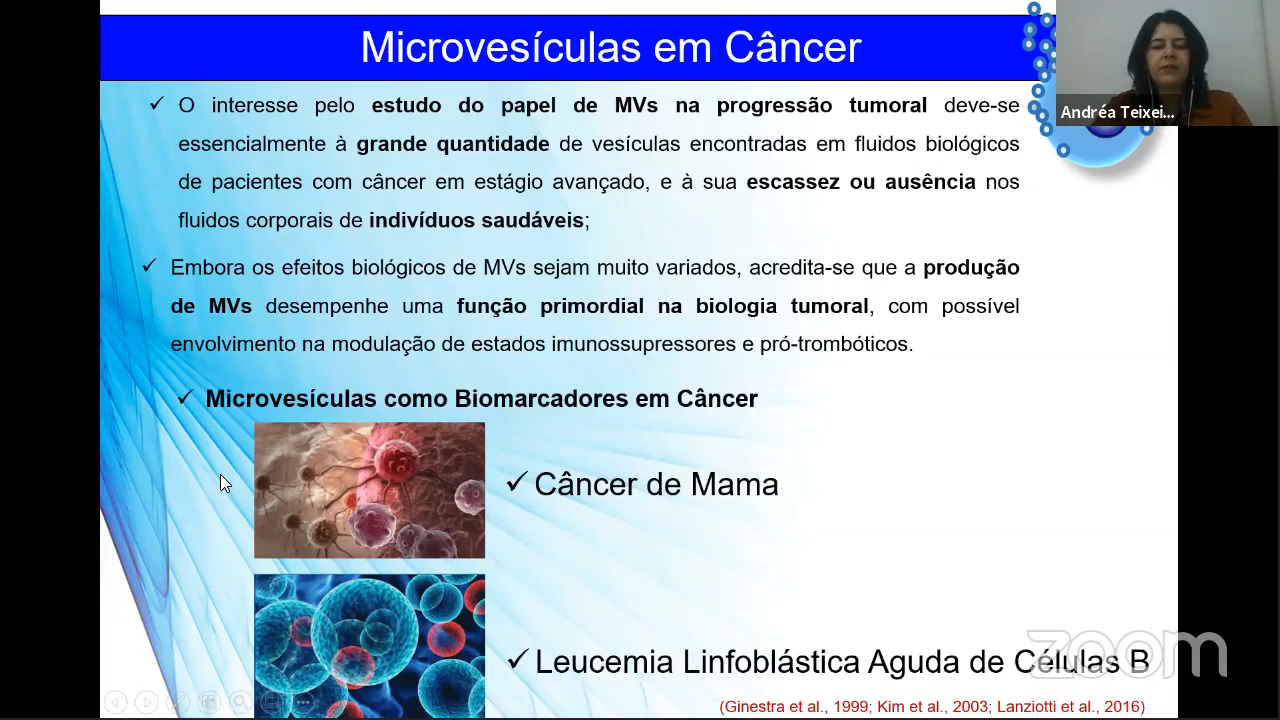 Microvesículas em Câncer
Andréa Teixei...
✓ O interesse pelo estudo do papel de MVs na progressão tumoral deve-se
essencialmente à grande quantidade de vesículas encontradas em fluidos biológicos
de pacientes com câncer em estágio avançado, e à sua escassez ou ausência nos
fluidos corporais de indivíduos saudáveis;
✓ Embora os efeitos biológicos de MVs sejam muito variados, acredita-se que a produção
de MVs desempenhe uma função primordial na biologia tumoral, com possível
envolvimento na modulação de estados imunossupressores e pró-trombóticos.
✓ Microvesículas como Biomarcadores em Câncer
✓ Câncer de Mama
✓ Leucemia Linfoblástica Aguda de Células B
zoom
(Ginestra et al., 1999; Kim et al., 2003; Lanziotti et al., 2016)